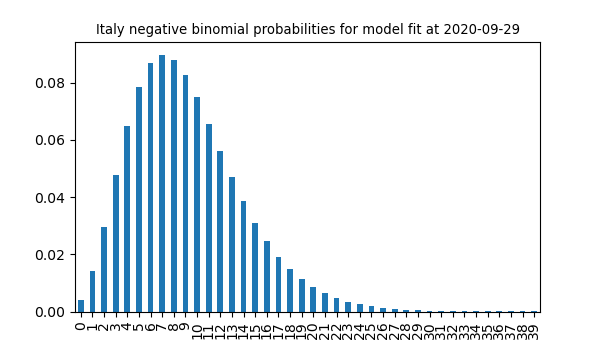 Italy negative binomial probabilities for model fit at 2020-09-29
0.08
0.06
0.04
0.02
0.00
0 1 2 3 4 5 6 7 8 9 10 11 12 13 14 15 16 17 18 19 20 21 22 23 24 25 26 27 28 29 30 31 32 33 34 35 36 37 38 39